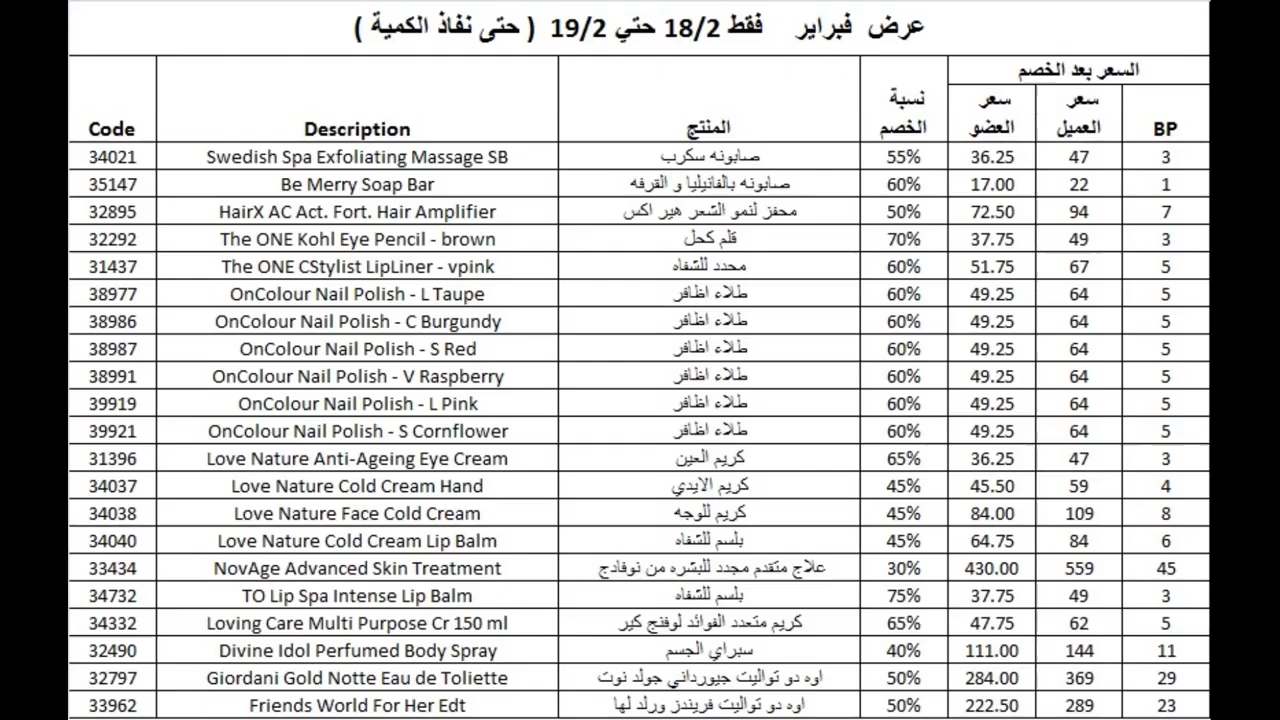 عرض فبراير فقط 18/2 حتي 19/2 ( حتى نفاذ الكمية )
Code Description المنتج نسبة الخصم السعر بعد الخصم
سعر العضو سعر العميل BP
34021 Swedish Spa Exfoliating Massage SB صابونه سكرب 55% 36.25 47 3
35147 Be Merry Soap Bar صابونه بالفانيليا و القرفه 60% 17.00 22 1
32895 HairX AC Act. Fort. Hair Amplifier محفز لنمو الشعر هير اكس 50% 72.50 94 7
32292 The ONE Kohl Eye Pencil - brown قلم كحل 70% 37.75 49 3
31437 The ONE CStylist LipLiner - vpink محدد للشفاه 60% 51.75 67 5
38977 OnColour Nail Polish - L Taupe طلاء اظافر 60% 49.25 64 5
38986 OnColour Nail Polish - C Burgundy طلاء اظافر 60% 49.25 64 5
38987 OnColour Nail Polish - S Red طلاء اظافر 60% 49.25 64 5
38991 OnColour Nail Polish - V Raspberry طلاء اظافر 60% 49.25 64 5
39919 OnColour Nail Polish - L Pink طلاء اظافر 60% 49.25 64 5
39921 OnColour Nail Polish - S Cornflower طلاء اظافر 60% 49.25 64 5
31396 Love Nature Anti-Ageing Eye Cream كريم العين 65% 36.25 47 3
34037 Love Nature Cold Cream Hand كريم الايدي 45% 45.50 59 4
34038 Love Nature Face Cold Cream كريم للوجه 45% 84.00 109 8
34040 Love Nature Cold Cream Lip Balm بلسم للشفاه 45% 64.75 84 6
33434 NovAge Advanced Skin Treatment علاج متقدم مجدد للبشره من نوفادج 30% 430.00 559 45
34732 TO Lip Spa Intense Lip Balm بلسم للشفاه 75% 37.75 49 3
34332 Loving Care Multi Purpose Cr 150 ml كريم متعدد الفوائد لوفنج كير 65% 47.75 62 5
32490 Divine Idol Perfumed Body Spray سبراي الجسم 40% 111.00 144 11
32797 Giordani Gold Notte Eau de Toliette اوه دو تواليت جيورداني جولد نوت 50% 284.00 369 29
33962 Friends World For Her Edt اوه دو تواليت فريندز ورلد لها 50% 222.50 289 23